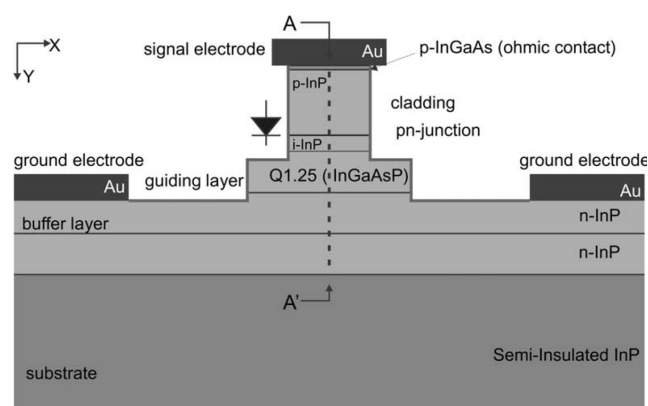 A
X
signal electrode
Au
p-InGaAs (ohmic contact)
Y
p-InP
cladding
pn-junction
i-InP
ground electrode
ground electrode
Au
guiding layer
Q1.25 (i-InGaAsP)
Au
n-InP
buffer layer
n-InP
A'
Semi-Insulated InP
substrate